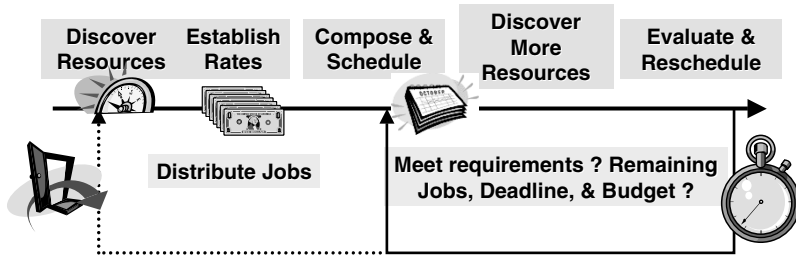 Discover
Resources
Establish
Rates
Compose &
Schedule
Discover
More
Resources
Evaluate &
Reschedule
OCTOBER
Distribute Jobs
Meet requirements ? Remaining
Jobs, Deadline, & Budget ?